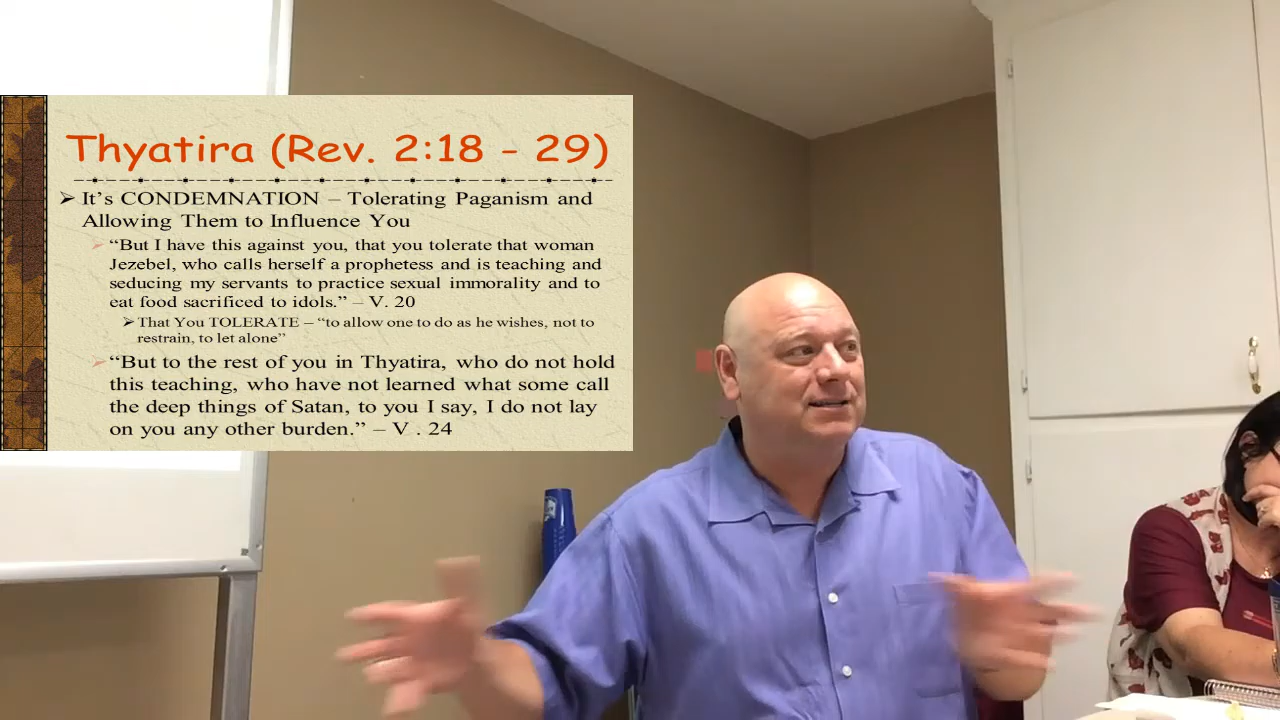 Thyatira (Rev. 2:18 - 29)
It's CONDEMNATION – Tolerating Paganism and
Allowing Them to Influence You
“But I have this against you, that you tolerate that woman
Jezebel, who calls herself a prophetess and is teaching and
seducing my servants to practice sexual immorality and to
eat food sacrificed to idols.” – V. 20
That You TOLERATE – “to allow one to do as he wishes, not to
restrain, to let alone”
“But to the rest of you in Thyatira, who do not hold
this teaching, who have not learned what some call
the deep things of Satan, to you I say, I do not lay
on you any other burden.” – V . 24